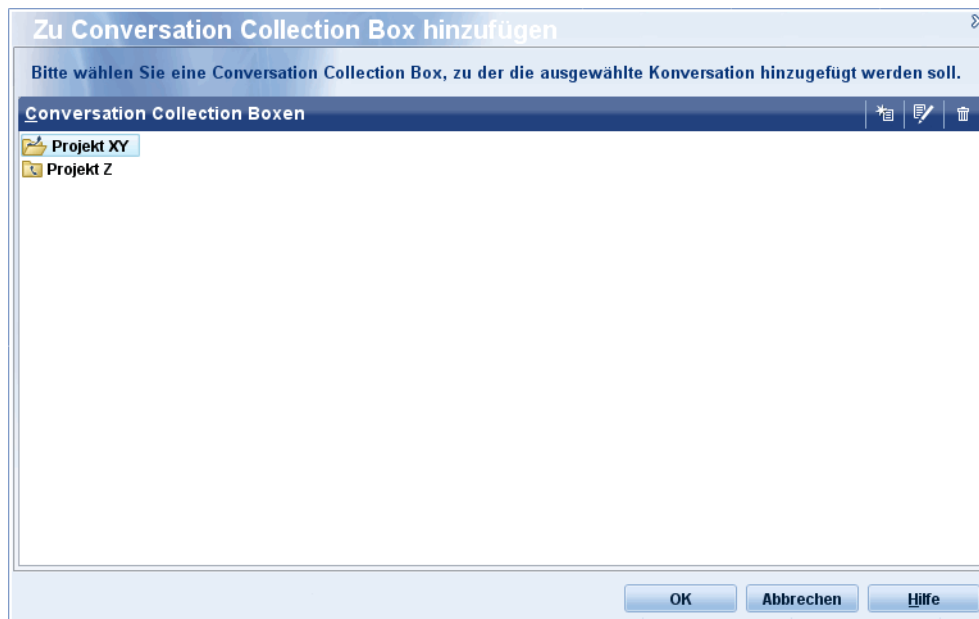 Zu Conversation Collection Box hinzufügen
Bitte wählen Sie eine Conversation Collection Box, zu der die ausgewählte Konversation hinzugefügt werden soll.
Conversation Collection Boxen
Projekt XY
Projekt Z
OK Abbrechen Hilfe